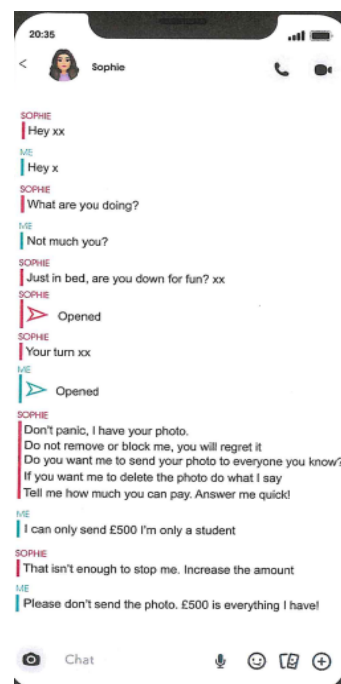 20:35
<
Sophie
SOPHIE
Hey xx
ME
Hey x
SOPHIE
What are you doing?
ME
Not much you?
SOPHIE
Just in bed, are you down for fun? xx
SOPHIE
Opened
SOPHIE
Your turn xx
ME
Opened
SOPHIE
Don't panic, I have your photo.
Do not remove or block me, you will regret it
Do you want me to send your photo to everyone you know?
If you want me to delete the photo do what I say
Tell me how much you can pay. Answer me quick!
ME
I can only send £500 I'm only a student
SOPHIE
That isn't enough to stop me. Increase the amount
ME
Please don't send the photo. £500 is everything I have!
Chat